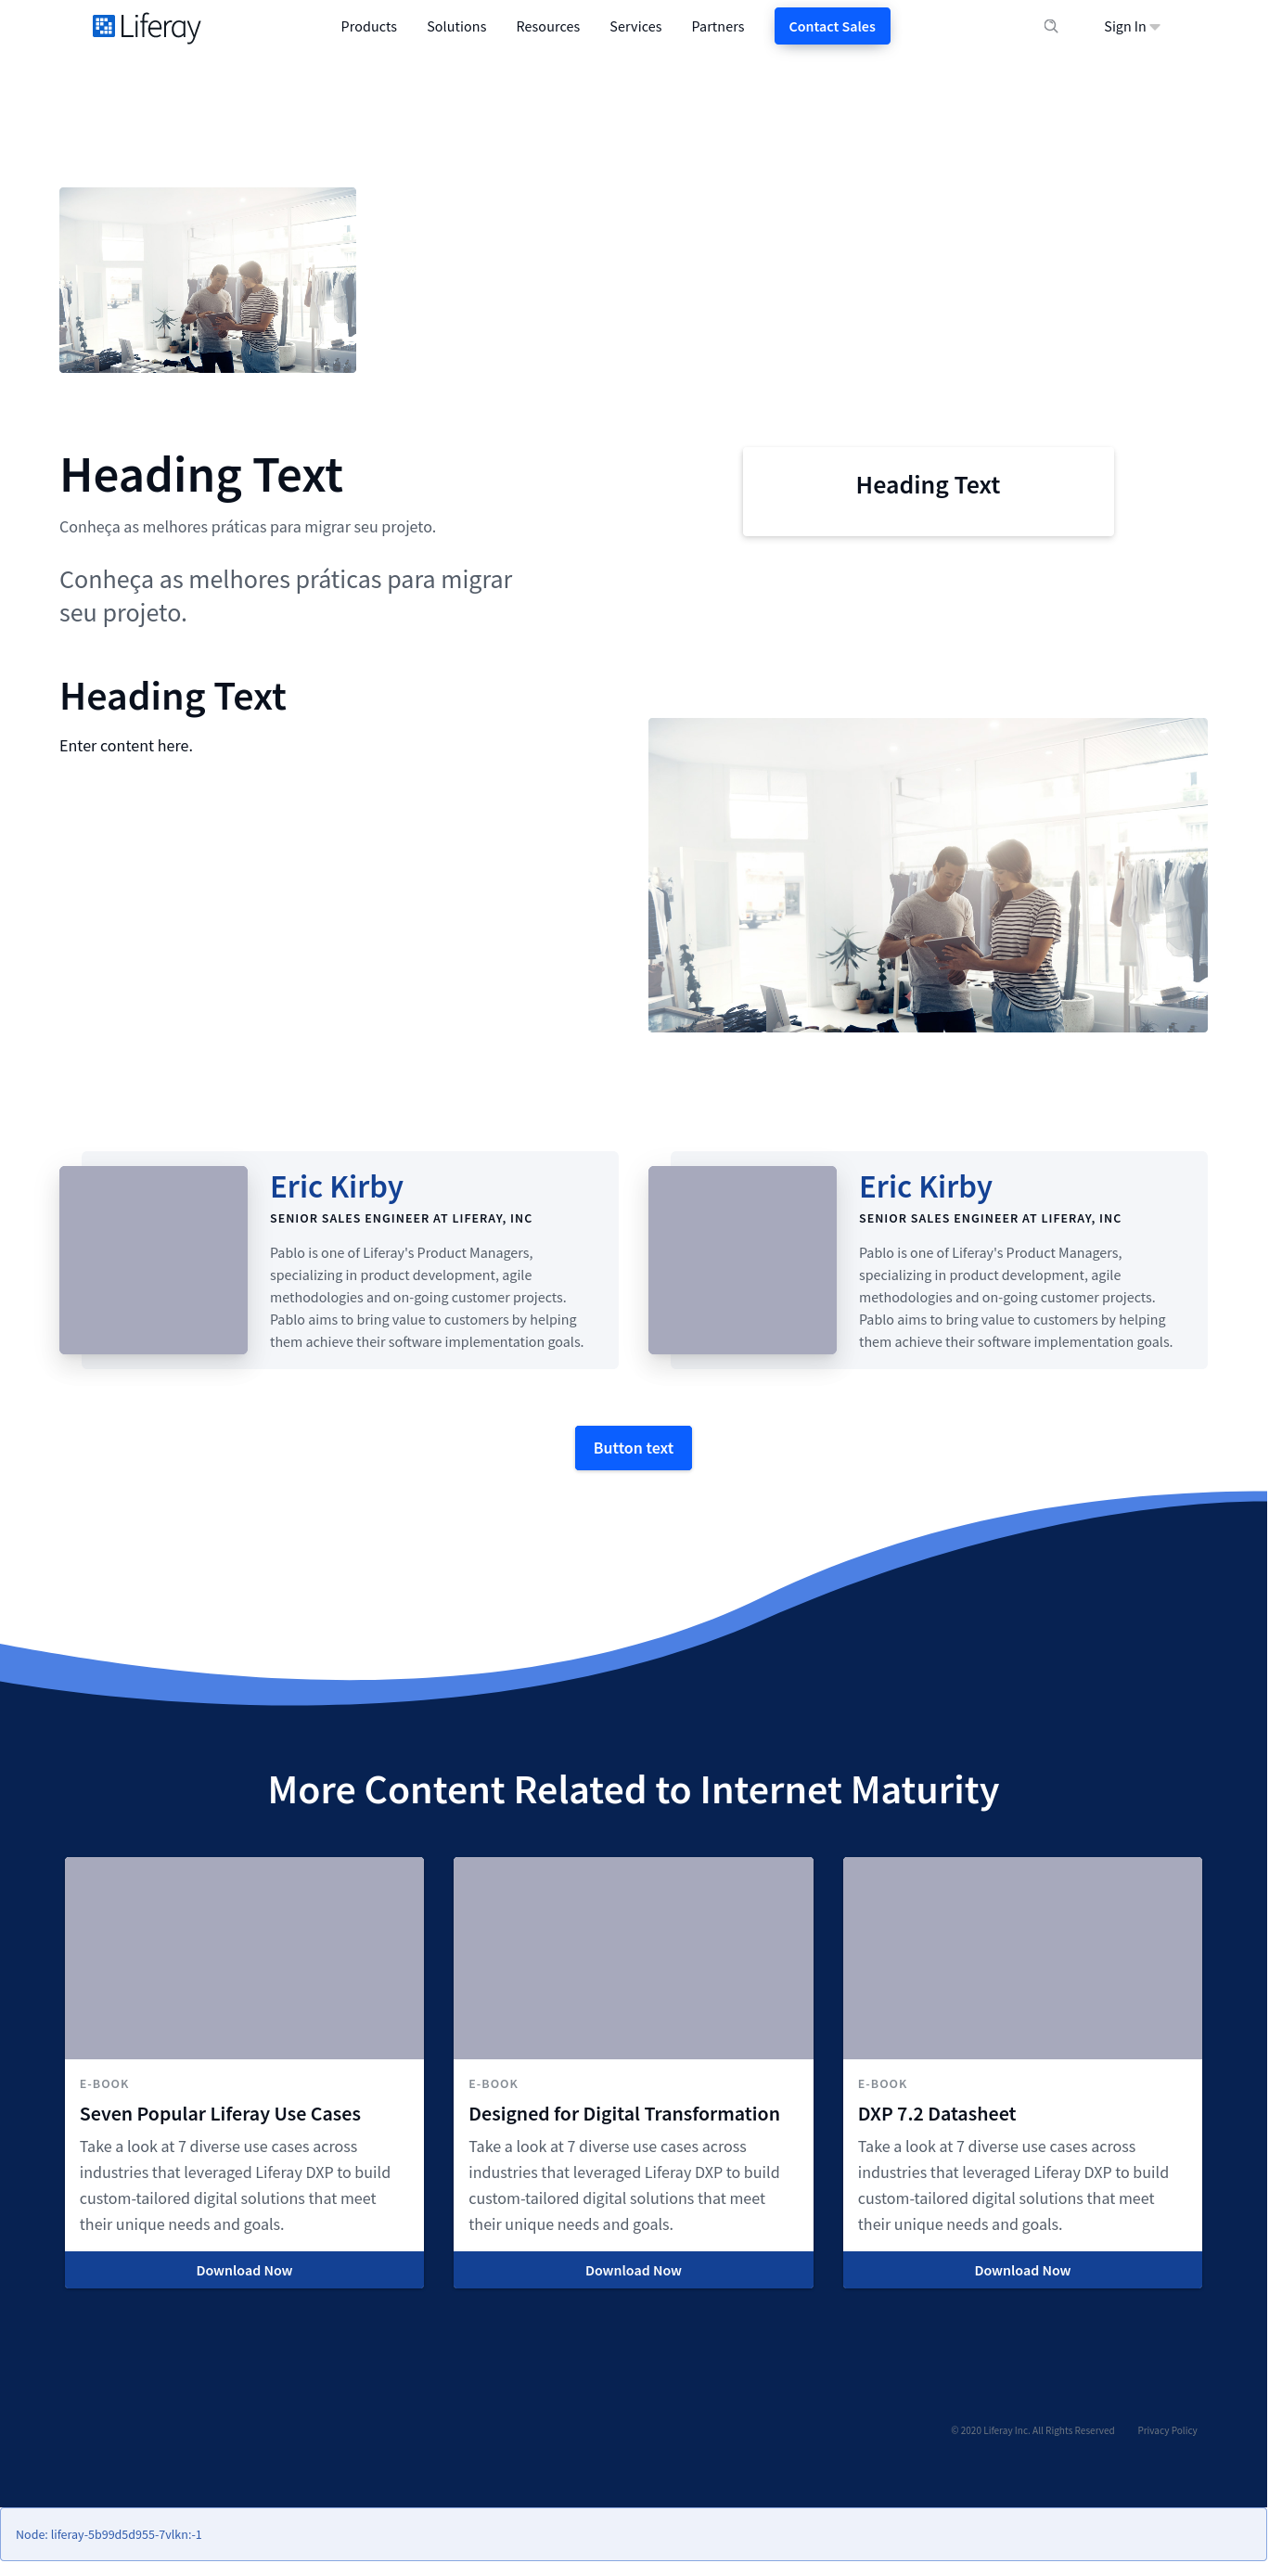 Liferay
Products Solutions Resources Services Partners Contact Sales Sign In
Heading Text
Conheça as melhores práticas para migrar seu projeto.
Conheça as melhores práticas para migrar
seu projeto.
Heading Text
Heading Text
Enter content here.
Eric Kirby
SENIOR SALES ENGINEER AT LIFERAY, INC
Pablo is one of Liferay's Product Managers,
specializing in product development, agile
methodologies and on-going customer projects.
Pablo aims to bring value to customers by helping
them achieve their software implementation goals.
Eric Kirby
SENIOR SALES ENGINEER AT LIFERAY, INC
Pablo is one of Liferay's Product Managers,
specializing in product development, agile
methodologies and on-going customer projects.
Pablo aims to bring value to customers by helping
them achieve their software implementation goals.
Button text
More Content Related to Internet Maturity
E-BOOK
Seven Popular Liferay Use Cases
Take a look at 7 diverse use cases across
industries that leveraged Liferay DXP to build
custom-tailored digital solutions that meet
their unique needs and goals.
Download Now
E-BOOK
Designed for Digital Transformation
Take a look at 7 diverse use cases across
industries that leveraged Liferay DXP to build
custom-tailored digital solutions that meet
their unique needs and goals.
Download Now
E-BOOK
DXP 7.2 Datasheet
Take a look at 7 diverse use cases across
industries that leveraged Liferay DXP to build
custom-tailored digital solutions that meet
their unique needs and goals.
Download Now
© 2020 Liferay Inc. All Rights Reserved Privacy Policy
Node: liferay-5b99d5d955-7vlkn:-1